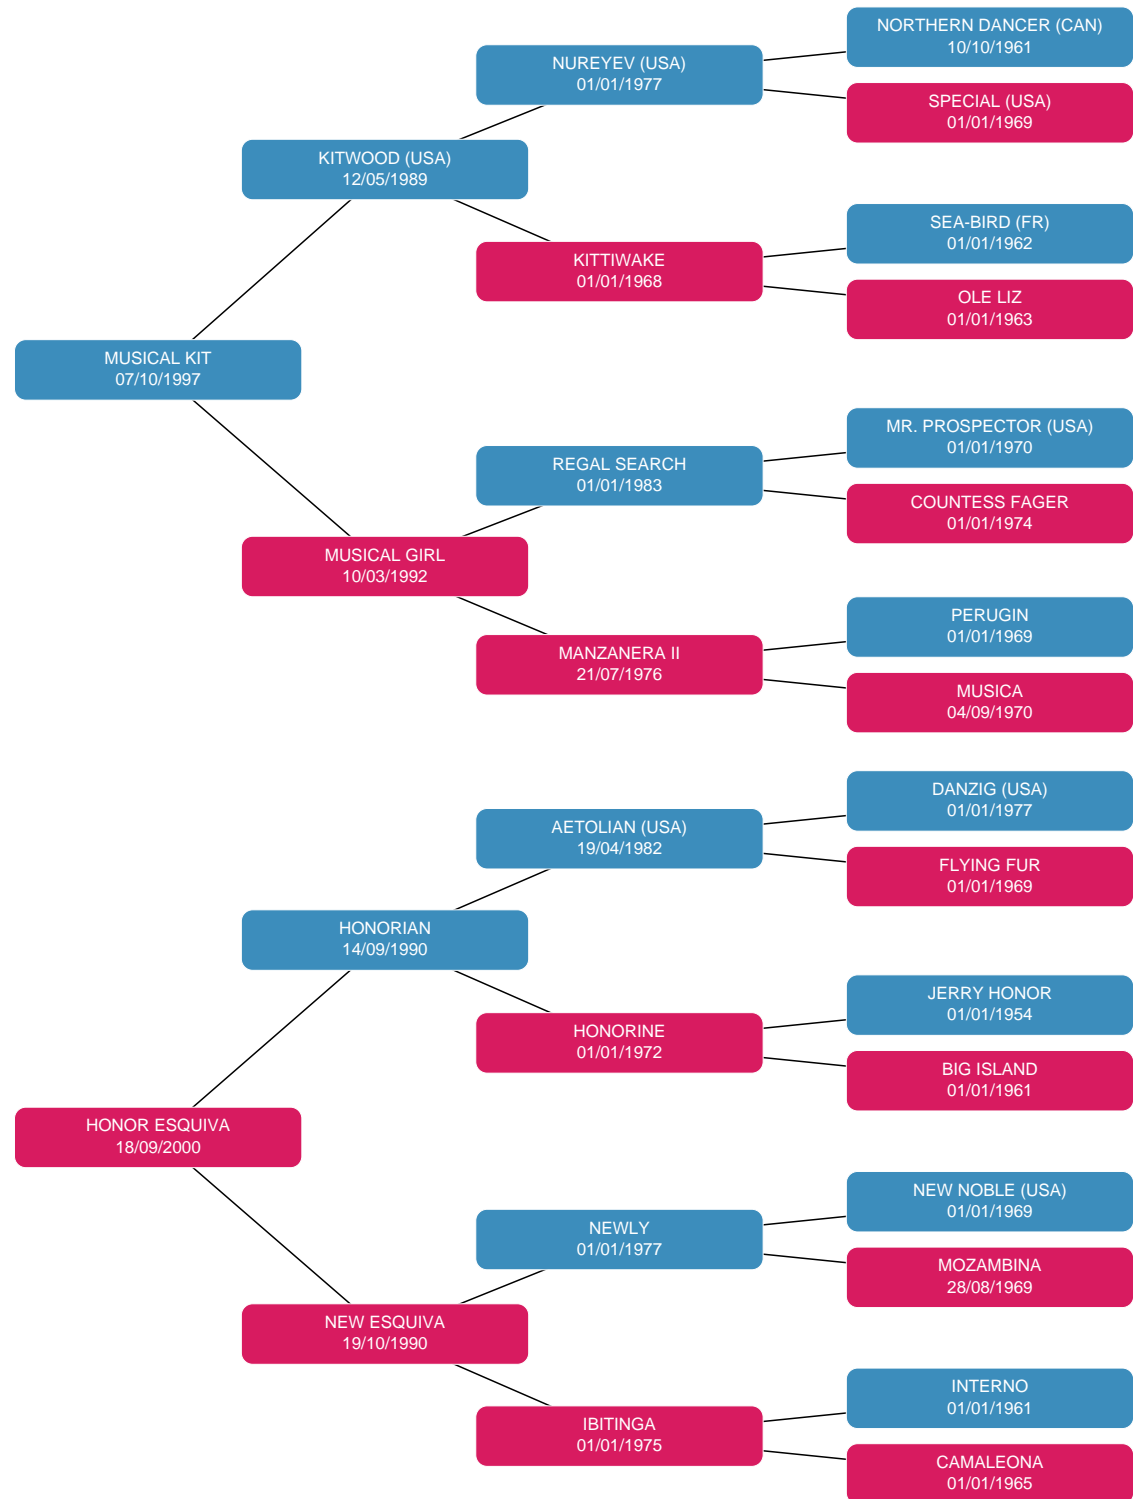 NORTHERN DANCER (CAN)
10/10/1961
NUREYEV (USA)
01/01/1977
SPECIAL (USA)
01/01/1969
KITWOOD (USA)
12/05/1989
SEA-BIRD (FR)
01/01/1962
KITTIWAKE
01/01/1968
OLE LIZ
01/01/1963
MUSICAL KIT
07/10/1997
MR. PROSPECTOR (USA)
01/01/1970
REGAL SEARCH
01/01/1983
COUNTESS FAGER
01/01/1974
MUSICAL GIRL
10/03/1992
PERUGIN
01/01/1969
MANZANERA II
21/07/1976
MUSICA
04/09/1970
DANZIG (USA)
01/01/1977
AETOLIAN (USA)
19/04/1982
FLYING FUR
01/01/1969
HONORIAN
14/09/1990
JERRY HONOR
01/01/1954
HONORINE
01/01/1972
BIG ISLAND
01/01/1961
HONOR ESQUIVA
18/09/2000
NEW NOBLE (USA)
01/01/1969
NEWLY
01/01/1977
MOZAMBINA
28/08/1969
NEW ESQUIVA
19/10/1990
INTERNO
01/01/1961
IBITINGA
01/01/1975
CAMALEONA
01/01/1965